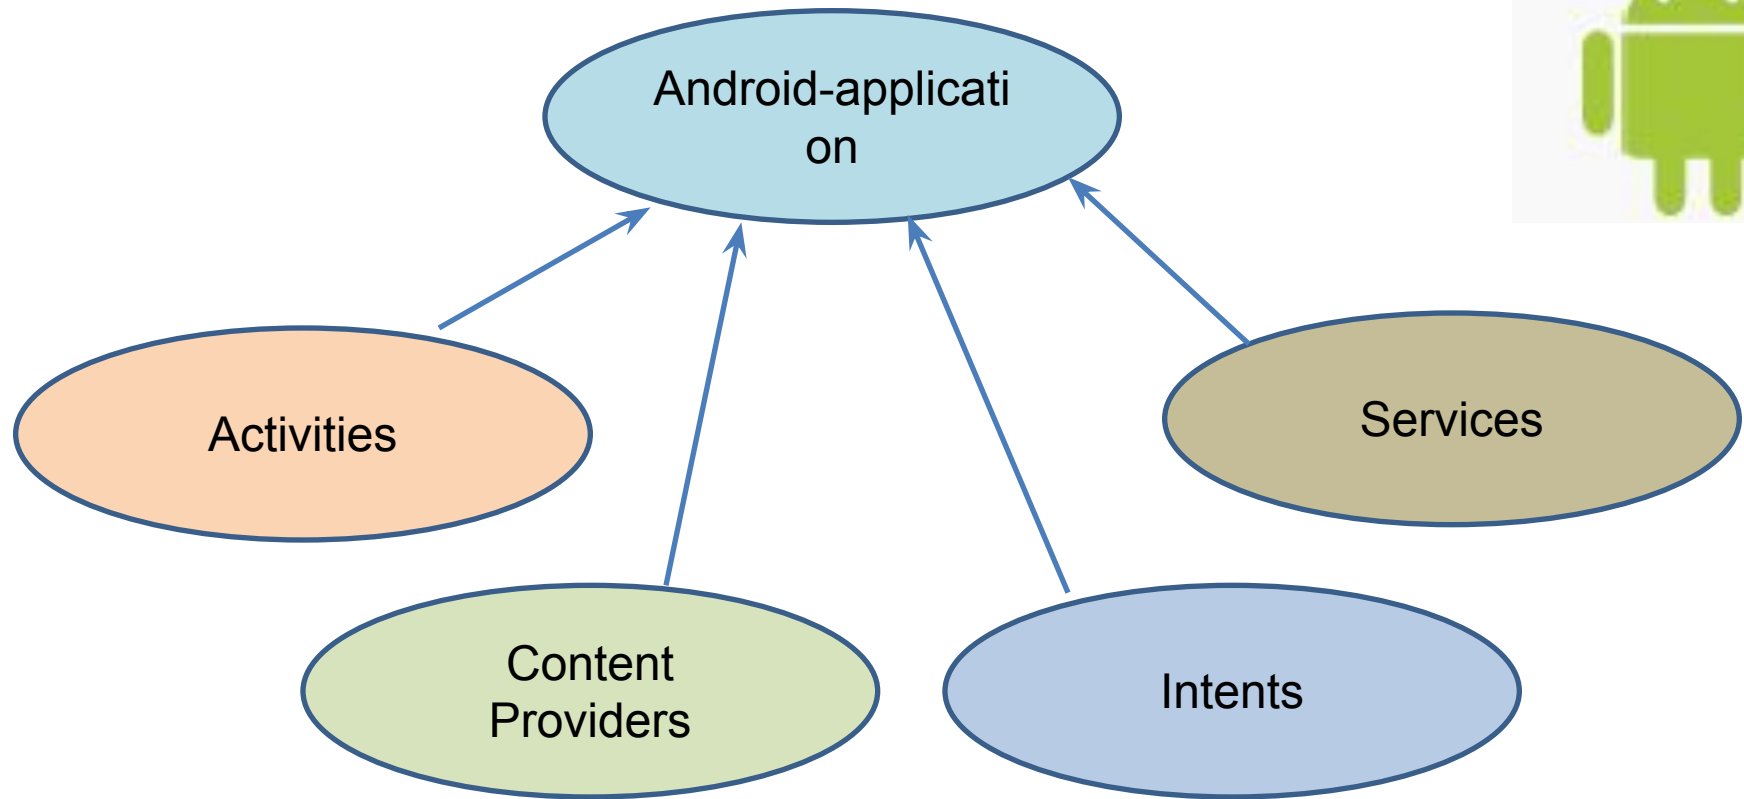 Android-applicati
on
Activities
Services
Content
Providers
Intents